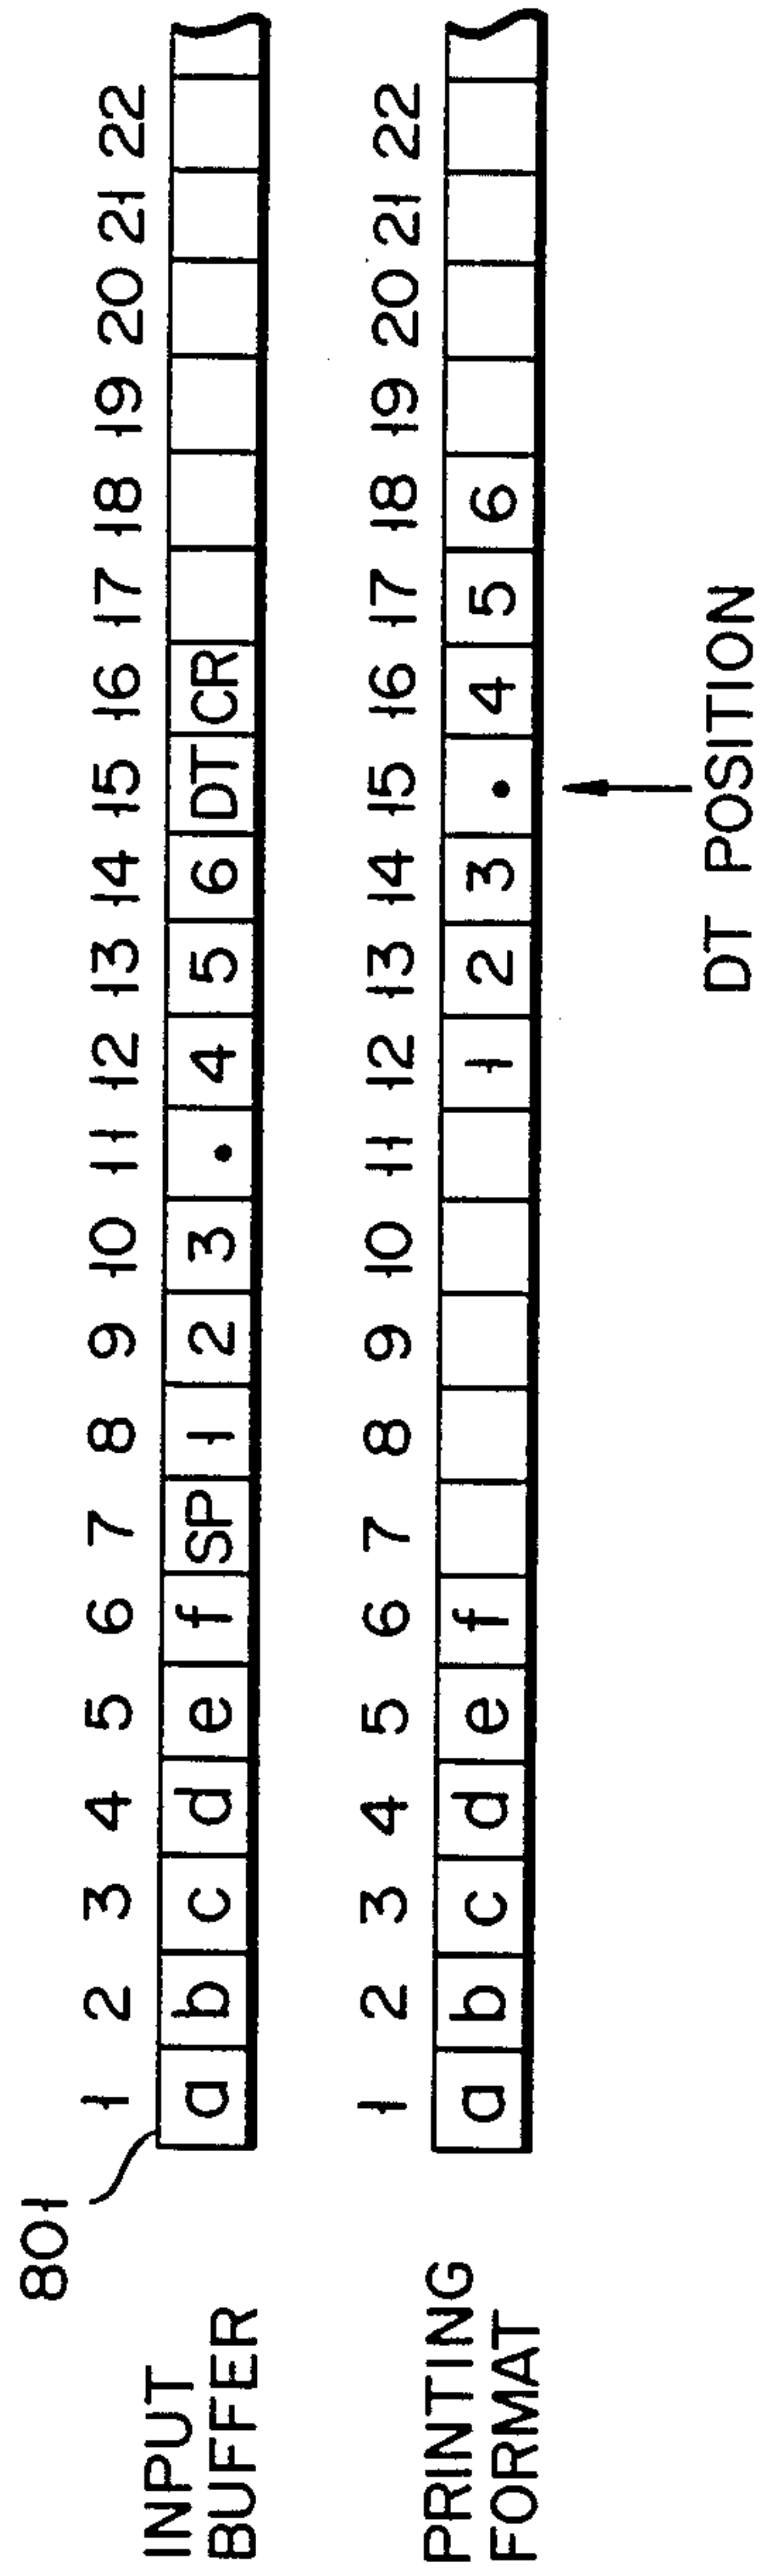 801
1 2 3 4 5 6 7 8 9 10 11 12 13 14 15 16 17 18 19 20 21 22
INPUT
BUFFER
a b c d e f SP 1 2 3 . 4 5 6 DT CR
1 2 3 4 5 6 7 8 9 10 11 12 13 14 15 16 17 18 19 20 21 22
PRINTING
FORMAT
a b c d e f 1 2 3 . 4 5 6
DT POSITION